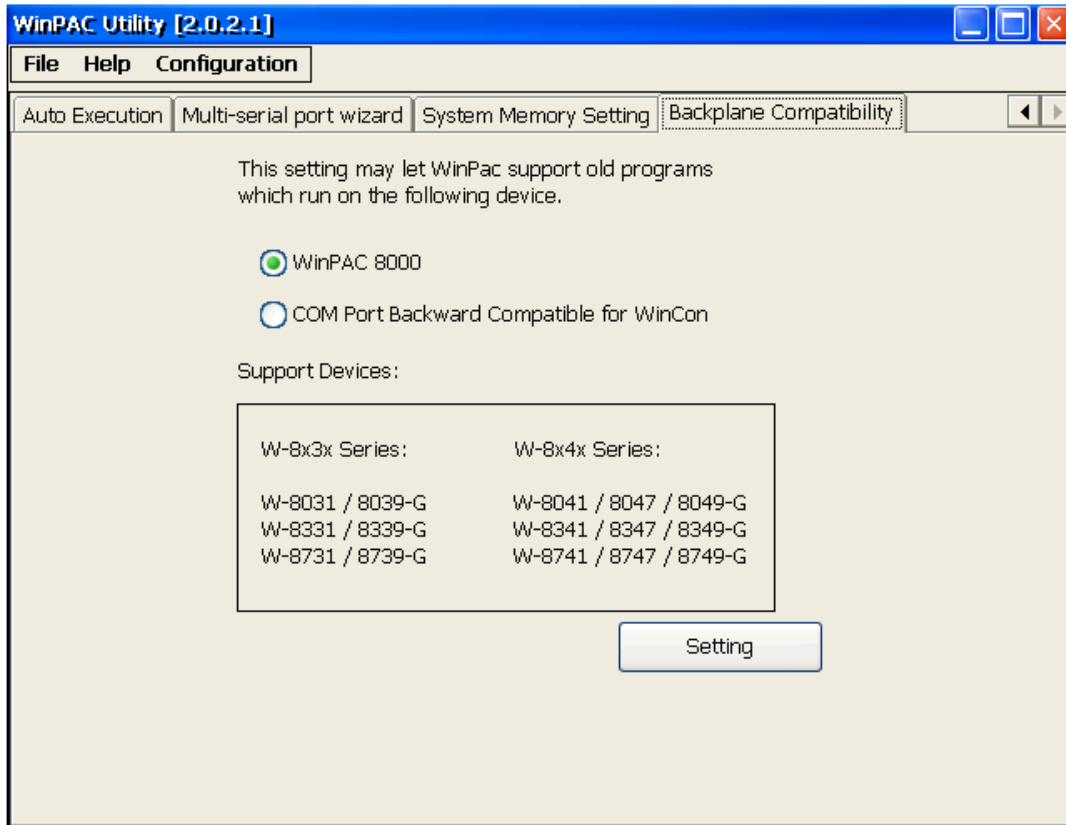 WinPAC Utility [2.0.2.1]
File Help Configuration
Auto Execution Multi-serial port wizard System Memory Setting Backplane Compatibility
This setting may let WinPac support old programs
which run on the following device.
WinPAC 8000
COM Port Backward Compatible for WinCon
Support Devices:
W-8x3x Series: W-8x4x Series:
W-8031 / 8039-G W-8041 / 8047 / 8049-G
W-8331 / 8339-G W-8341 / 8347 / 8349-G
W-8731 / 8739-G W-8741 / 8747 / 8749-G
Setting